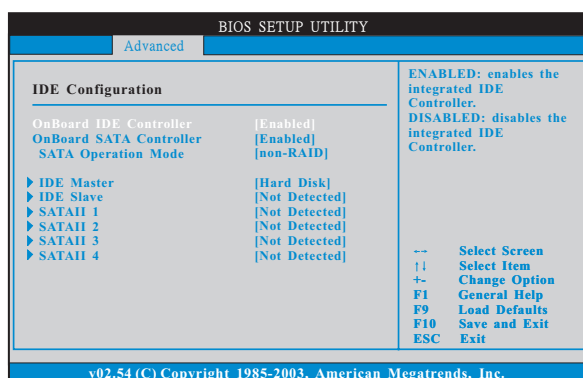 BIOS SETUP UTILITY
Advanced
IDE Configuration
OnBoard IDE Controller [Enabled]
OnBoard SATA Controller [Enabled]
SATA Operation Mode [non-RAID]
IDE Master [Hard Disk]
IDE Slave [Not Detected]
SATAII 1 [Not Detected]
SATAII 2 [Not Detected]
SATAII 3 [Not Detected]
SATAII 4 [Not Detected]
ENABLED: enables the
integrated IDE
Controller.
DISABLED: disables the
integrated IDE
Controller.
←→ Select Screen
↑↓ Select Item
+- Change Option
F1 General Help
F9 Load Defaults
F10 Save and Exit
ESC Exit
v02.54 (C) Copyright 1985-2003, American Megatrends, Inc.